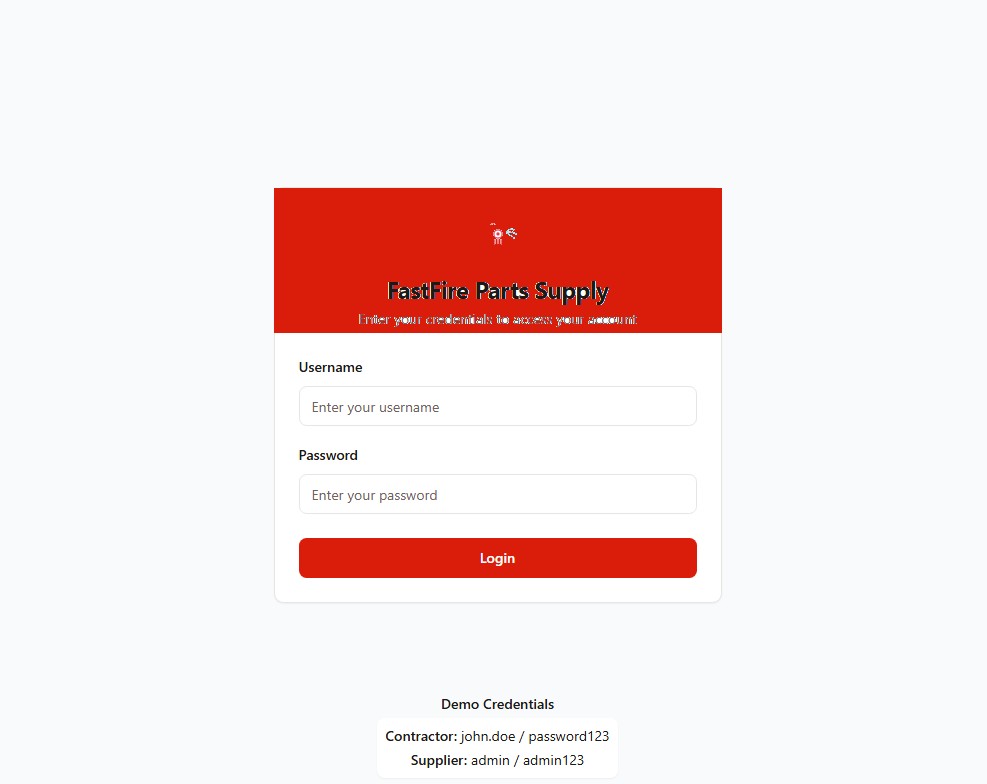 FastFire Parts Supply
Enter your credentials to access your account
Username
Enter your username
Password
Enter your password
Login
Demo Credentials
Contractor: john.doe / password123
Supplier: admin / admin123